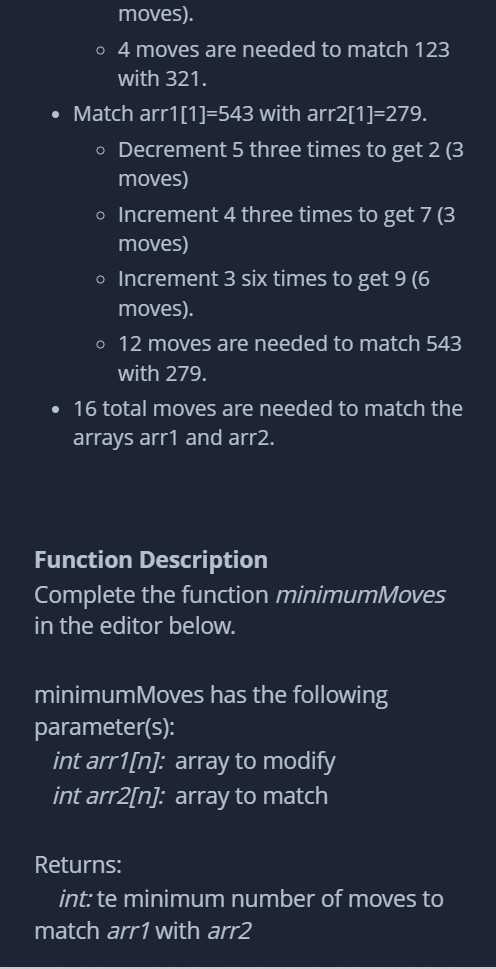 moves).
◦ 4 moves are needed to match 123
with 321.
• Match arr1[1]=543 with arr2[1]=279.
◦ Decrement 5 three times to get 2 (3
moves)
◦ Increment 4 three times to get 7 (3
moves)
◦ Increment 3 six times to get 9 (6
moves).
◦ 12 moves are needed to match 543
with 279.
• 16 total moves are needed to match the
arrays arr1 and arr2.
Function Description
Complete the function minimumMoves
in the editor below.
minimumMoves has the following
parameter(s):
int arr1[n]: array to modify
int arr2[n]: array to match
Returns:
int: te minimum number of moves to
match arr1 with arr2